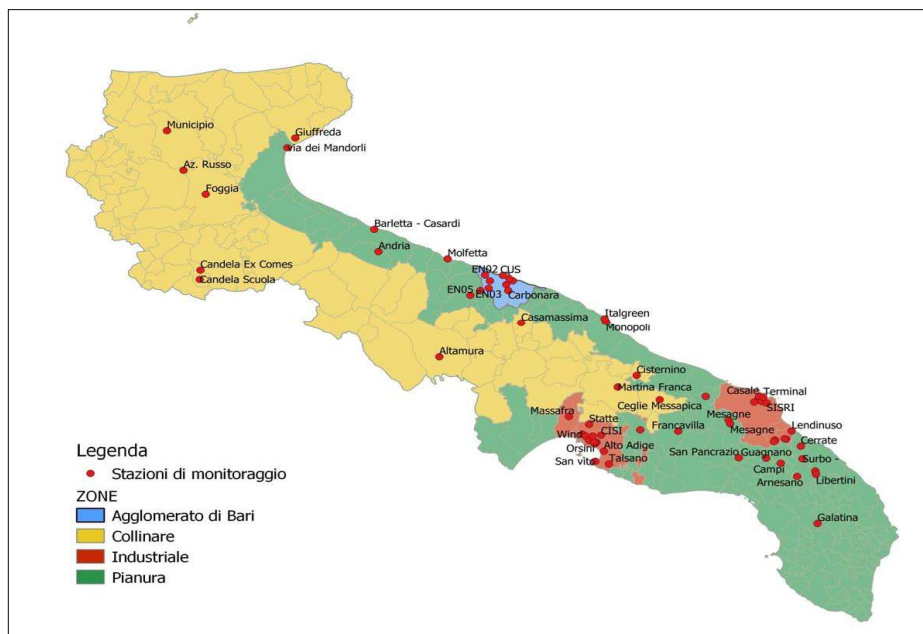 Municipio
Giuffreda
via dei Mandorli
Az. Russo
Foggia
Barletta - Casardi
Andria
Molfetta
Candela Ex Comes
Candela Scuola
EN02 CUS
EN05 EN03 Carbonara
Italgreen
Monopoli
Casamassima
Altamura
Cisternino
Martina Franca
Ceglie Messapica
Casale Terminal
SISRI
Massafra
Statte
Mesagne
Mesagne
Lendinuso
Wind CISI
Francavilla
Orsini Alto Adige
Cerrate
San vito Talsano
San Pancrazio Guagnano
Surbo -
Campi
Arnesano Libertini
Galatina
Legenda
Stazioni di monitoraggio
ZONE
Agglomerato di Bari
Collinare
Industriale
Pianura